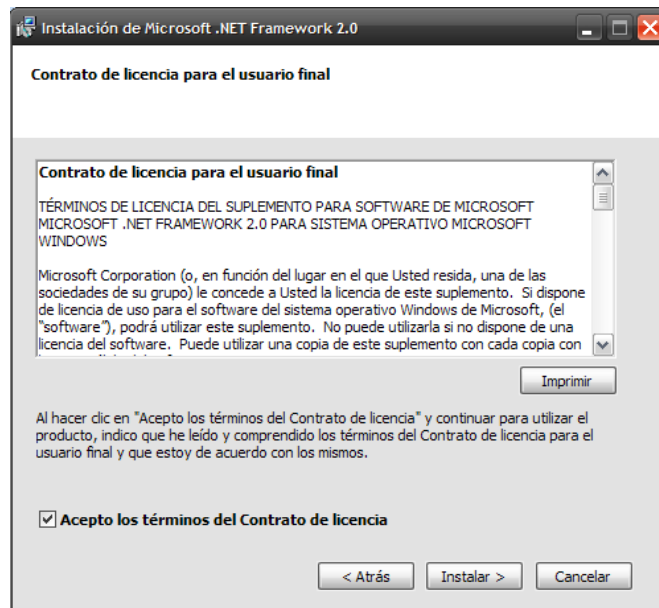 Instalación de Microsoft .NET Framework 2.0
Contrato de licencia para el usuario final
Contrato de licencia para el usuario final
TÉRMINOS DE LICENCIA DEL SUPLEMENTO PARA SOFTWARE DE MICROSOFT
MICROSOFT .NET FRAMEWORK 2.0 PARA SISTEMA OPERATIVO MICROSOFT
WINDOWS
Microsoft Corporation (o, en función del lugar en el que Usted resida, una de las
sociedades de su grupo) le concede a Usted la licencia de este suplemento. Si dispone
de licencia de uso para el software del sistema operativo Windows de Microsoft, (el
"software"), podrá utilizar este suplemento. No puede utilizarla si no dispone de una
licencia del software. Puede utilizar una copia de este suplemento con cada copia con
Imprimir
Al hacer clic en "Acepto los términos del Contrato de licencia" y continuar para utilizar el
producto, indico que he leído y comprendido los términos del Contrato de licencia para el
usuario final y que estoy de acuerdo con los mismos.
Acepto los términos del Contrato de licencia
< Atrás
Instalar >
Cancelar